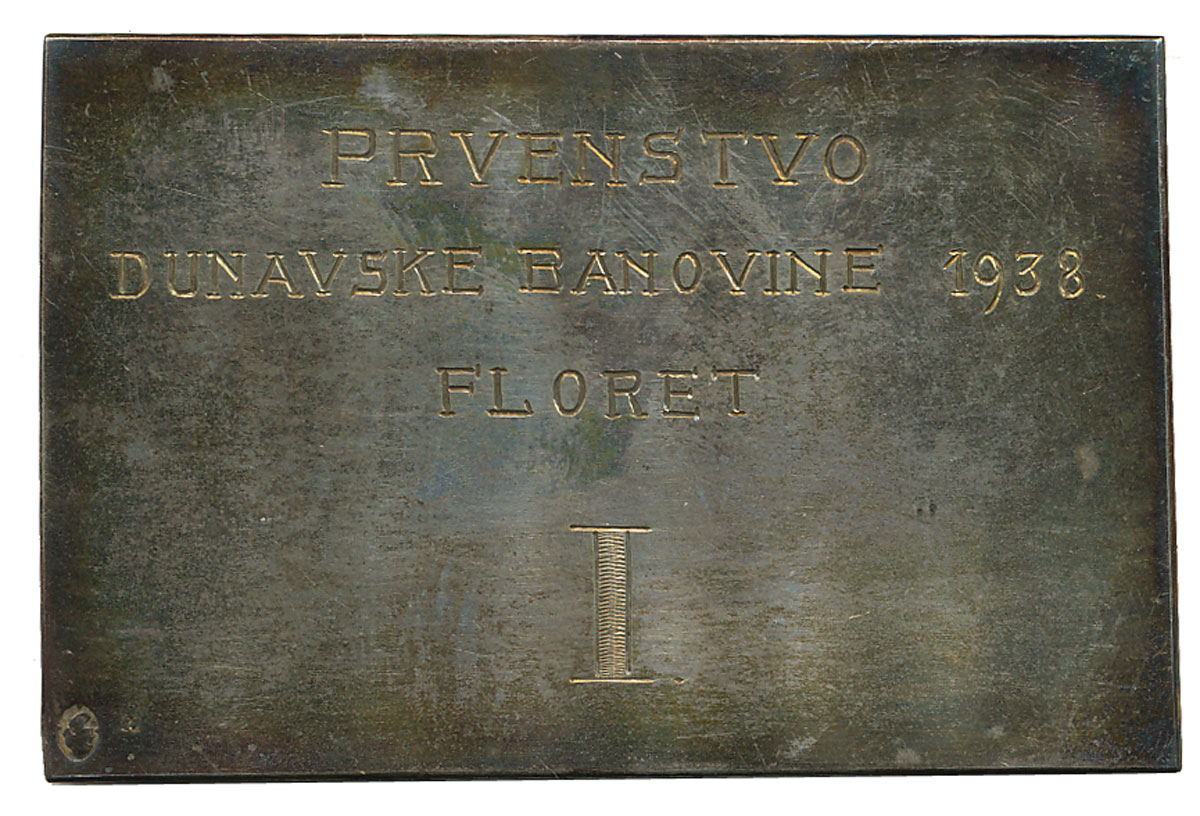 PRVENSTVO
DUNAVSKE BANOVINE 1938.
FLORET
I.